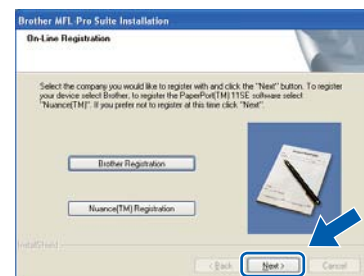 Brother MFL-Pro Suite Installation
On-Line Registration
Select the company you would like to register with and click the "Next" button. To register
your device select Brother, to register the PaperPort(TM) 11SE software select
"Nuance(TM)". If you prefer not to register at this time click "Next".
Brother Registration
Nuance(TM) Registration
InstallShield
< Back Next > Cancel